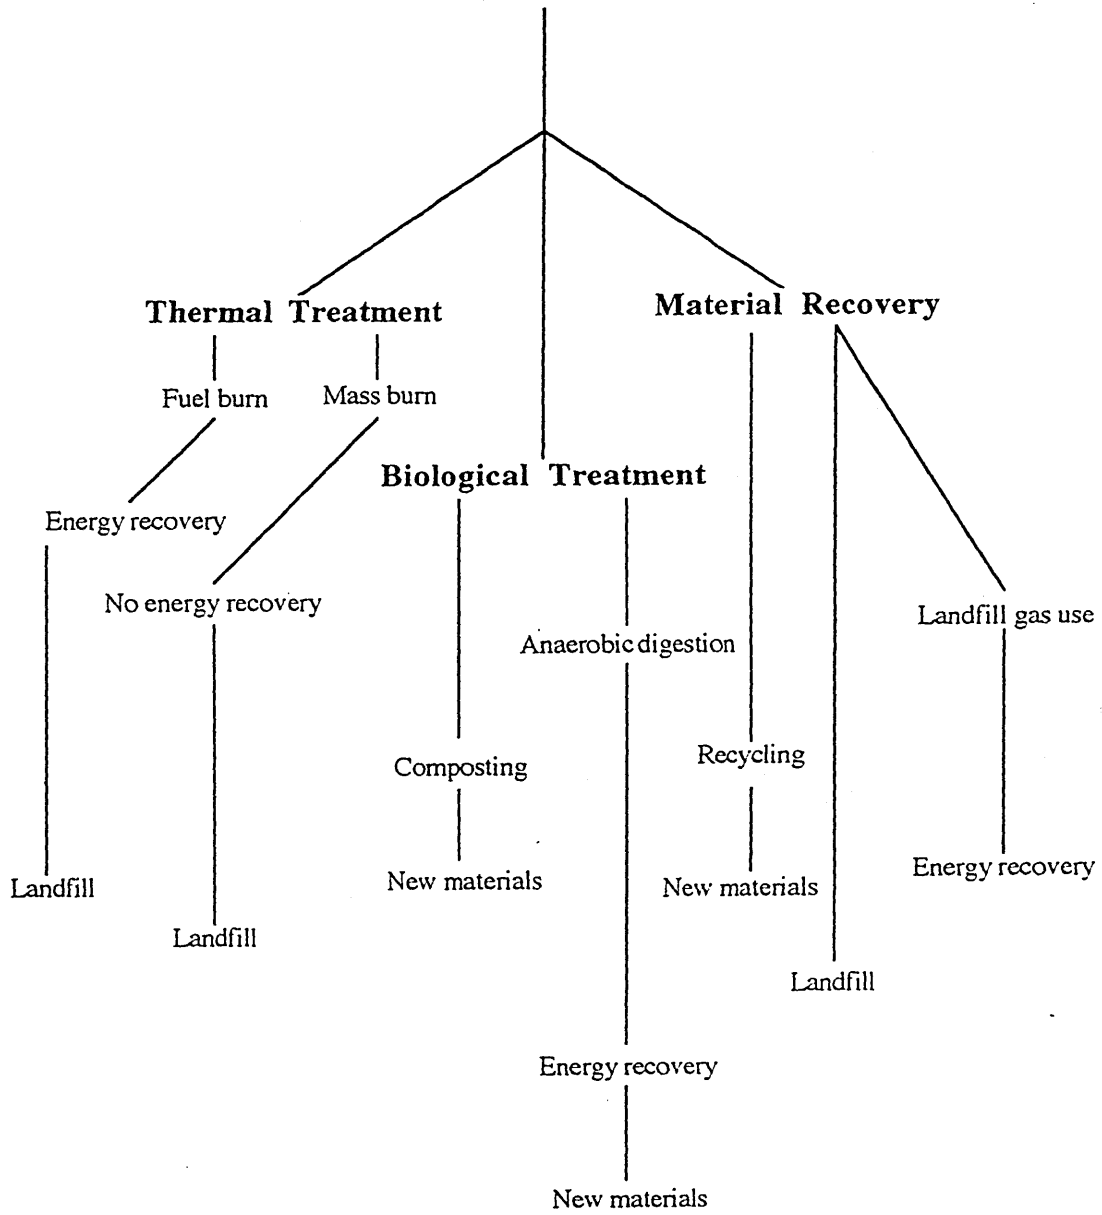 Thermal Treatment
Material Recovery
Fuel burn
Mass burn
Biological Treatment
Energy recovery
No energy recovery
Landfill gas use
Anaerobic digestion
Recycling
Composting
Energy recovery
New materials
New materials
Landfill
Landfill
Landfill
Energy recovery
New materials